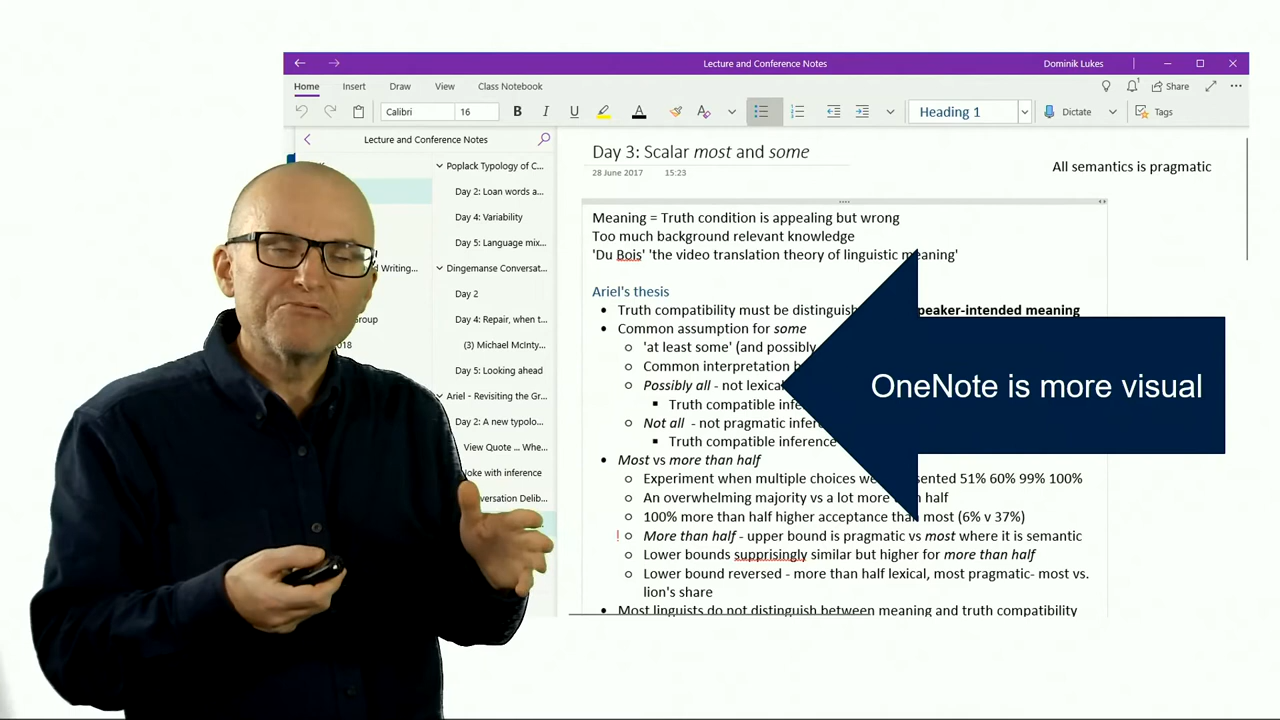 Lecture and Conference Notes
Dominik Lukes
Home Insert Draw View Class Notebook
Share
Calibri 16 B I U A A Heading 1 Dictate Tags
Lecture and Conference Notes
Poplack Typology of C...
Day 2: Loan words a...
Day 4: Variability
Day 5: Language mix...
Writing...
Dingemanse Conversat...
Day 2
Group
Day 4: Repair, when t...
2018
(3) Michael McInty...
Day 5: Looking ahead
Ariel - Revisiting the Gr...
Day 2: A new typolo...
View Quote ... Whe...
Joke with inference
Day 3: Scalar most and some
28 June 2017 15:23
All semantics is pragmatic
Meaning = Truth condition is appealing but wrong
Too much background relevant knowledge
'Du Bois' 'the video translation theory of linguistic meaning'
Ariel's thesis
• Truth compatibility must be
Common assumption for some
'at least some' (and possibly
Common interpretation
Possibly all - not
Truth compatible
Not all - not pragmatic
Truth compatible inference
• Most vs more than half
Experiment when multiple choices 51% 60% 99% 100%
An overwhelming majority vs a lot more half
100% more than half higher acceptance than most (6% v 37%)
! More than half - upper bound is pragmatic vs most where it is semantic
Lower bounds supprisingly similar but higher for more than half
Lower bound reversed - more than half lexical, most pragmatic- most vs.
lion's share
• Most linguists do not distinguish between meaning and truth compatibility
-intended meaning
OneNote is more visual